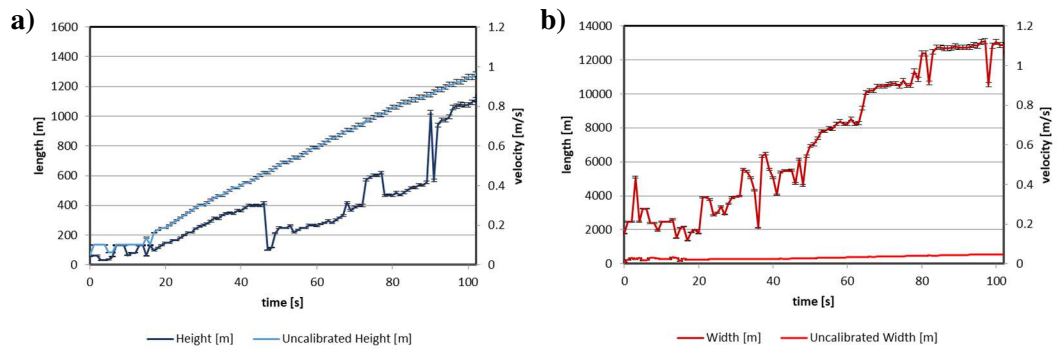 a)
1600
1400
1200
1000
800
600
400
200
0
length [m]
1.2
1
0.8
0.6
0.4
0.2
0
velocity [m/s]
0 20 40 60 80 100
time [s]
Height [m] Uncalibrated Height [m]
b)
14000
12000
10000
8000
6000
4000
2000
0
length [m]
1.2
1
0.8
0.6
0.4
0.2
0
velocity [m/s]
0 20 40 60 80 100
time [s]
Width [m] Uncalibrated Width [m]